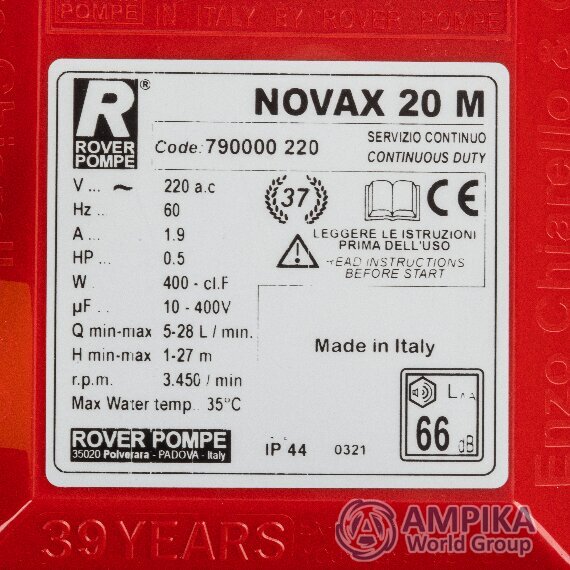 POMPE IN ITALY BY ROVER POMPE
R®
ROVER
POMPE
NOVAX 20 M
Code: 790000 220
SERVIZIO CONTINUO
CONTINUOUS DUTY
V... ~ 220 a.c
Hz .. 60
A ... 1.9
HP .. 0.5
W. 400 - cl.F
µF .. 10 - 400V
Q min-max 5-28 L / min.
H min-max 1-27 m
r.p.m. 3.450 / min
Max Water temp. 35°C
37
CE
LEGGERE LE ISTRUZIONI
PRIMA DELL'USO
READ INSTRUCTIONS
BEFORE START
Made in Italy
66 dB
ROVER POMPE
35020 Polverara - PADOVA - Italy
IP 44
0321
39 YEARS
Enzo Chiarello &
AMPIKA
World Group